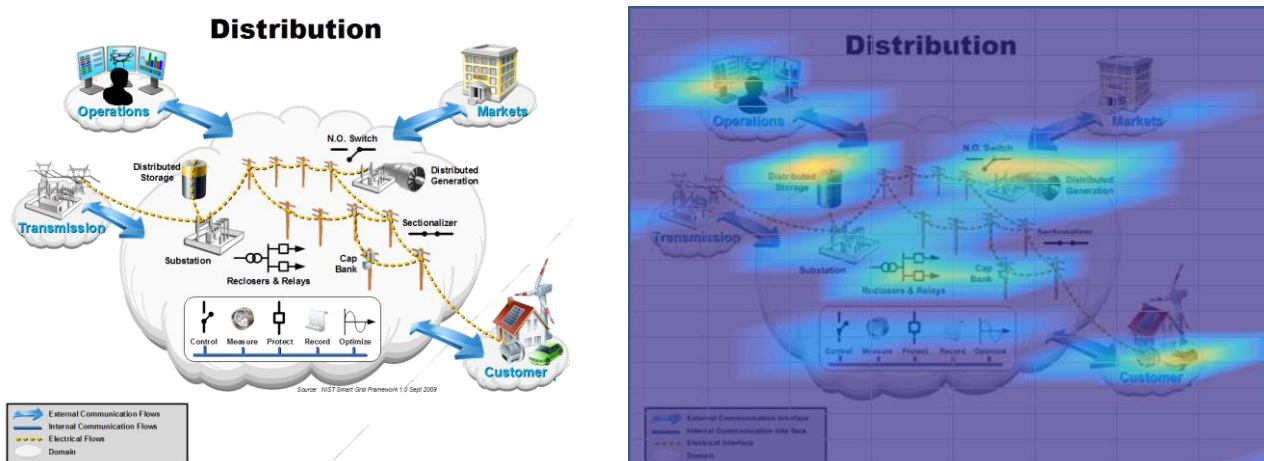 Distribution
Operations
Markets
N.O. Switch
Distributed
Storage
Distributed
Generation
Transmission
Sectionalizer
Substation
Cap
Bank
Reclosers & Relays
Control Measure Protect Record Optimize
Customer
Source: NIST Smart Grid Framework 1.0 Sept 2009
External Communication Flows
Internal Communication Flows
Electrical Flows
Domain
Distribution
Operations
Markets
N.O. Switch
Distributed
Storage
Distributed
Generation
Transmission
Sectionalizer
Substation
Cap
Bank
Reclosers & Relays
Control Measure Protect Record Optimize
Customer
External Communication Interface
Internal Communication Interface
Electrical Interface
Domain